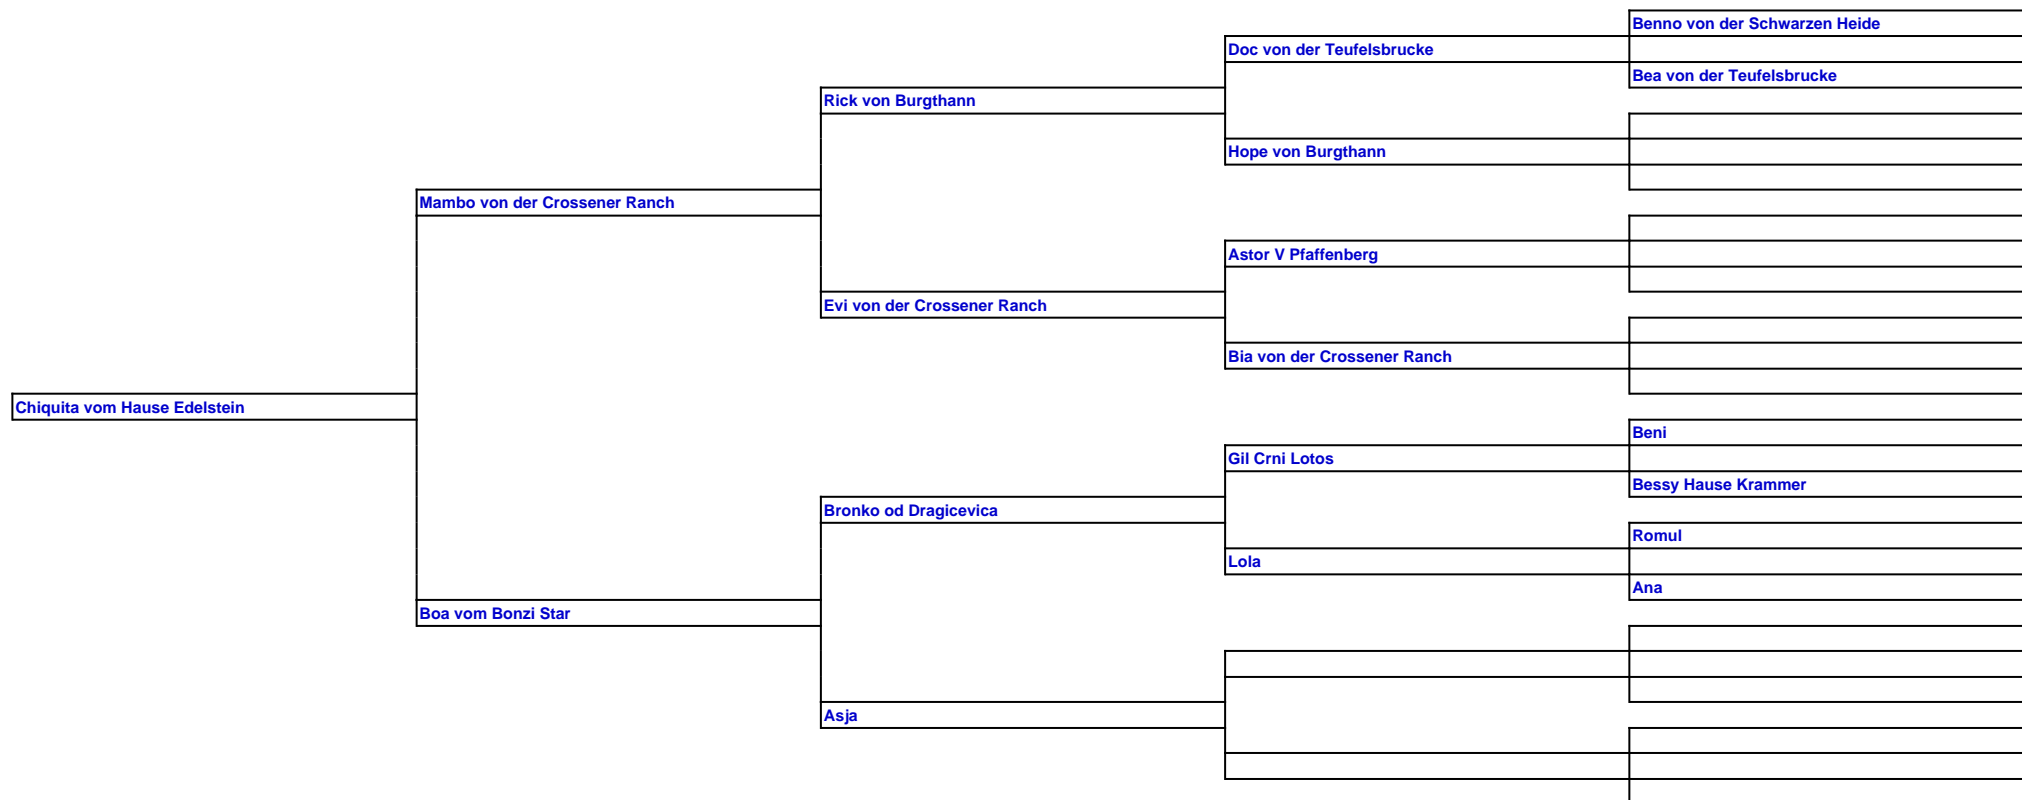 Benno von der Schwarzen Heide
Doc von der Teufelsbrucke
Bea von der Teufelsbrucke
Rick von Burgthann
Hope von Burgthann
Mambo von der Crossener Ranch
Astor V Pfaffenberg
Evi von der Crossener Ranch
Bia von der Crossener Ranch
Chiquita vom Hause Edelstein
Beni
Gil Crni Lotos
Bessy Hause Krammer
Bronko od Dragicevica
Romul
Lola
Ana
Boa vom Bonzi Star
Asja